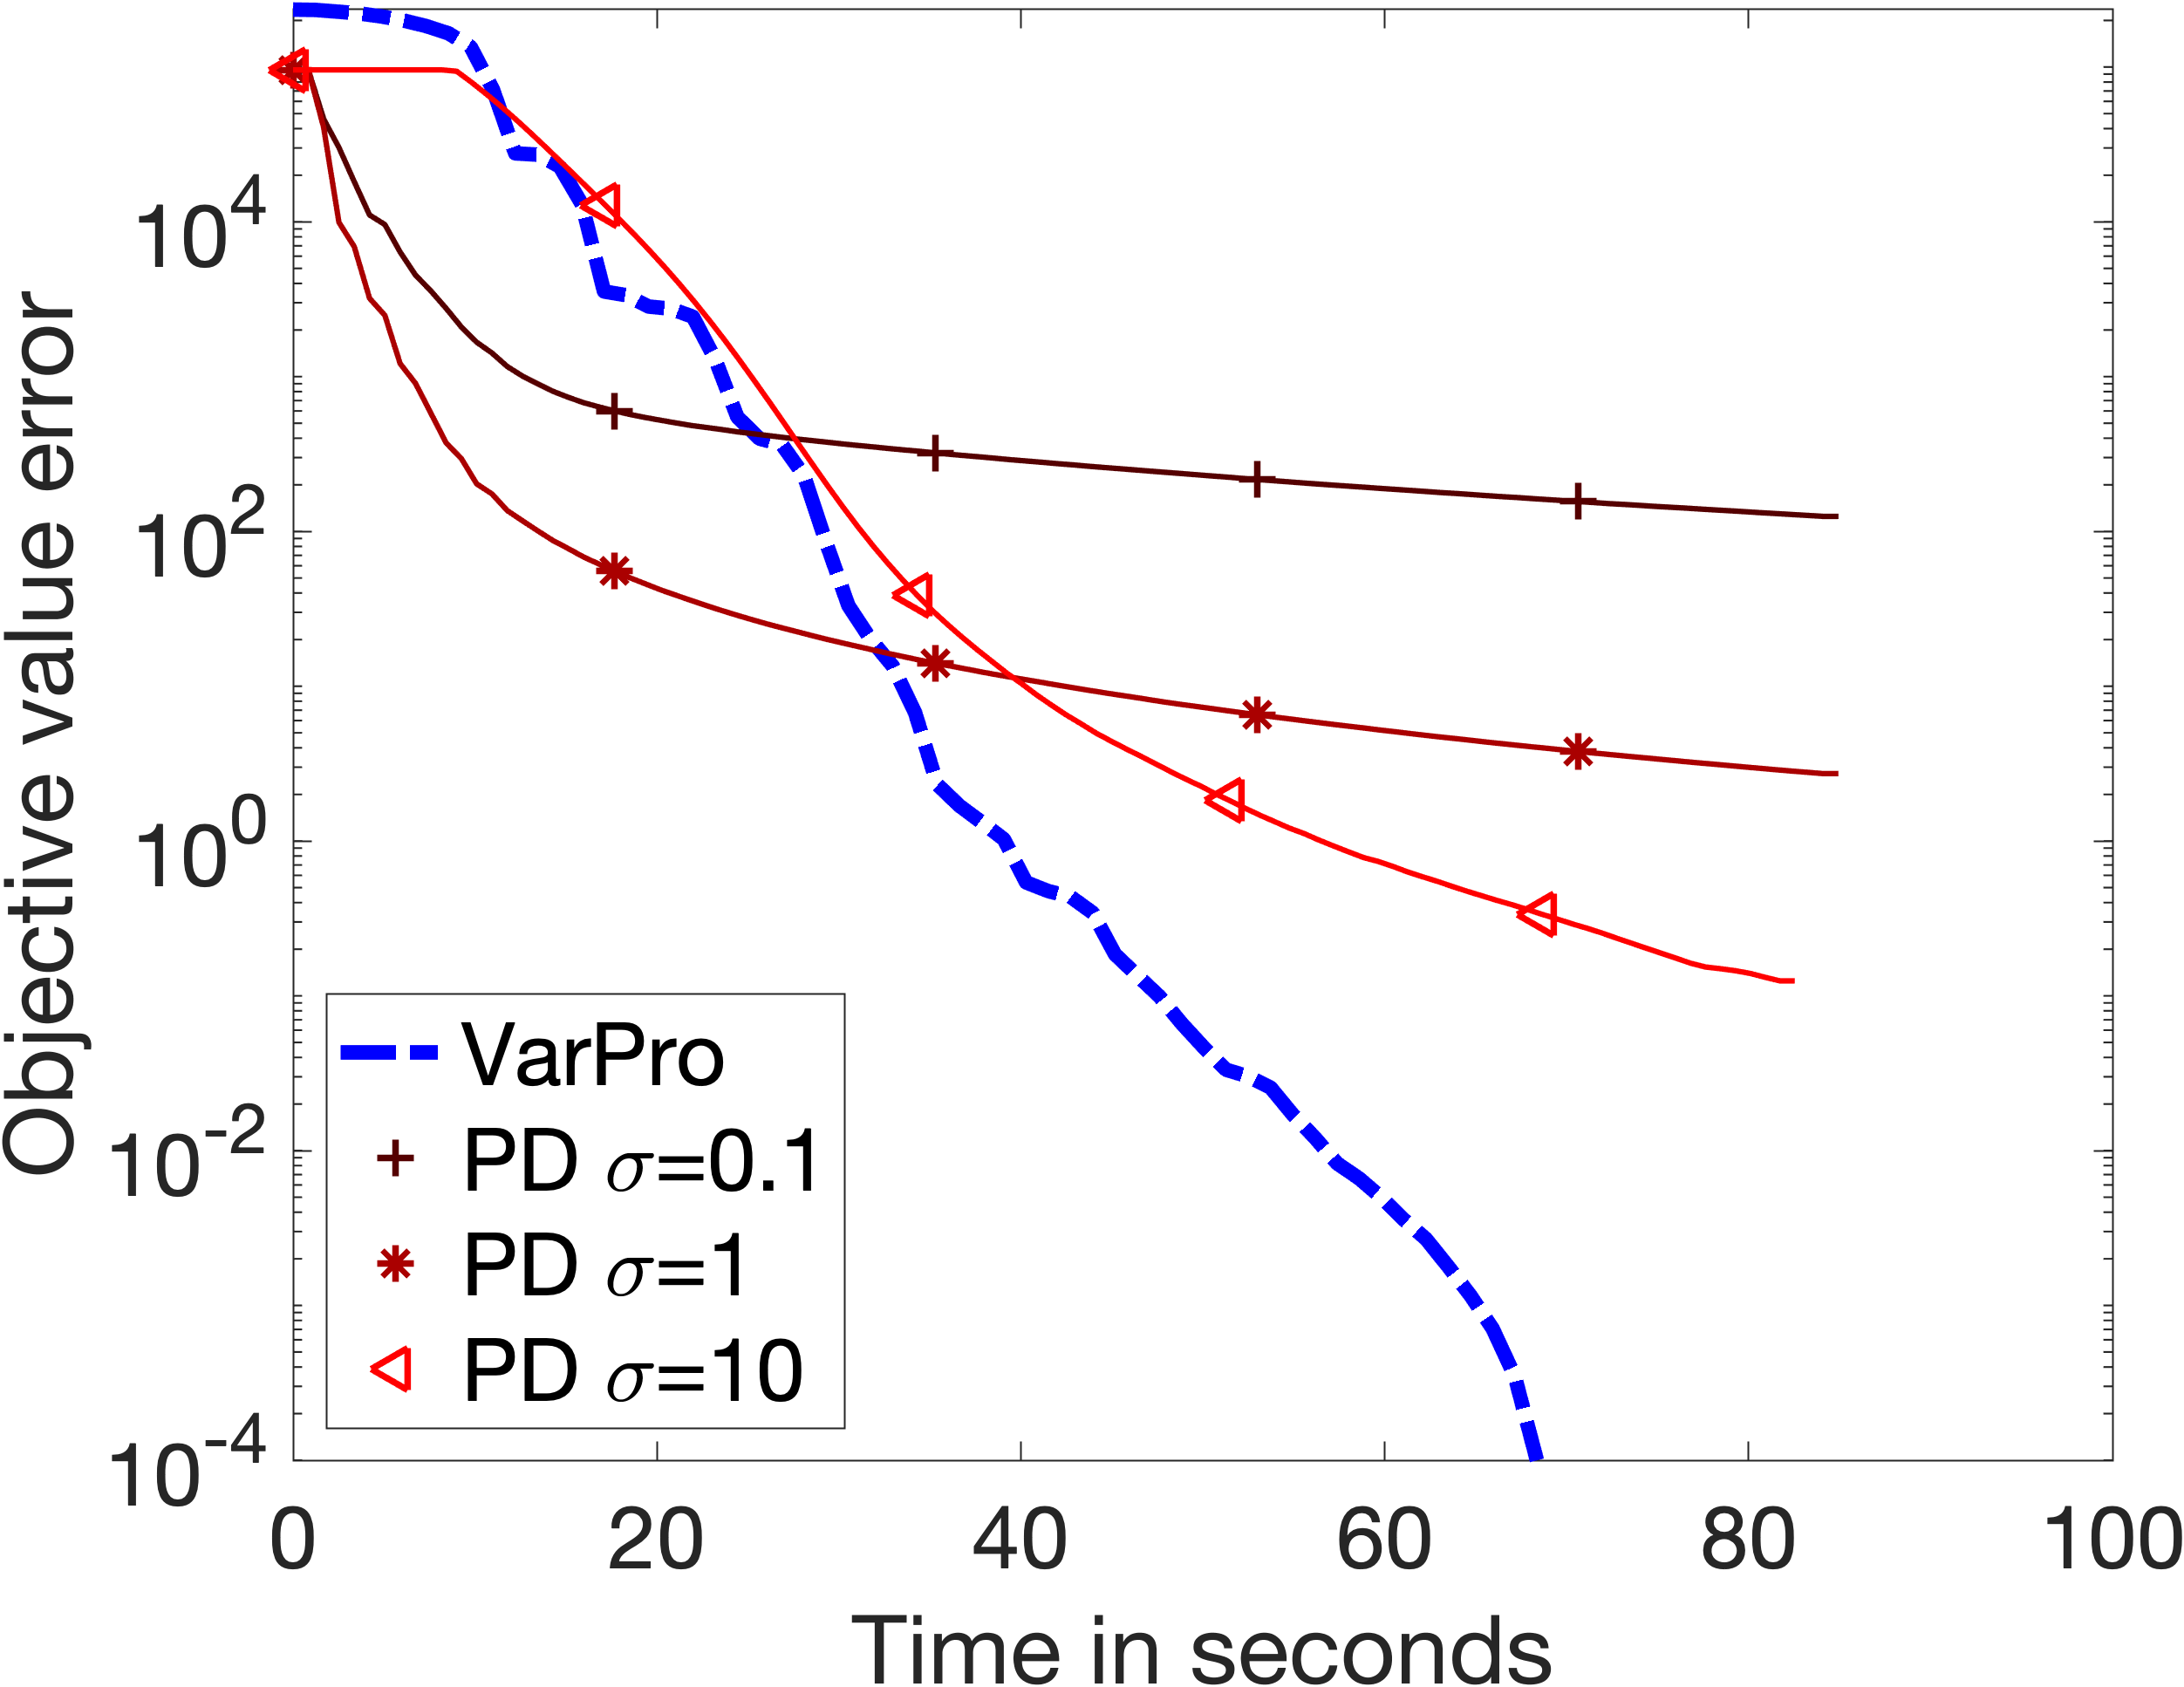 Objective value error
10^4
10^2
10^0
10^-2
10^-4
VarPro
PD σ=0.1
PD σ=1
PD σ=10
0 20 40 60 80 100
Time in seconds